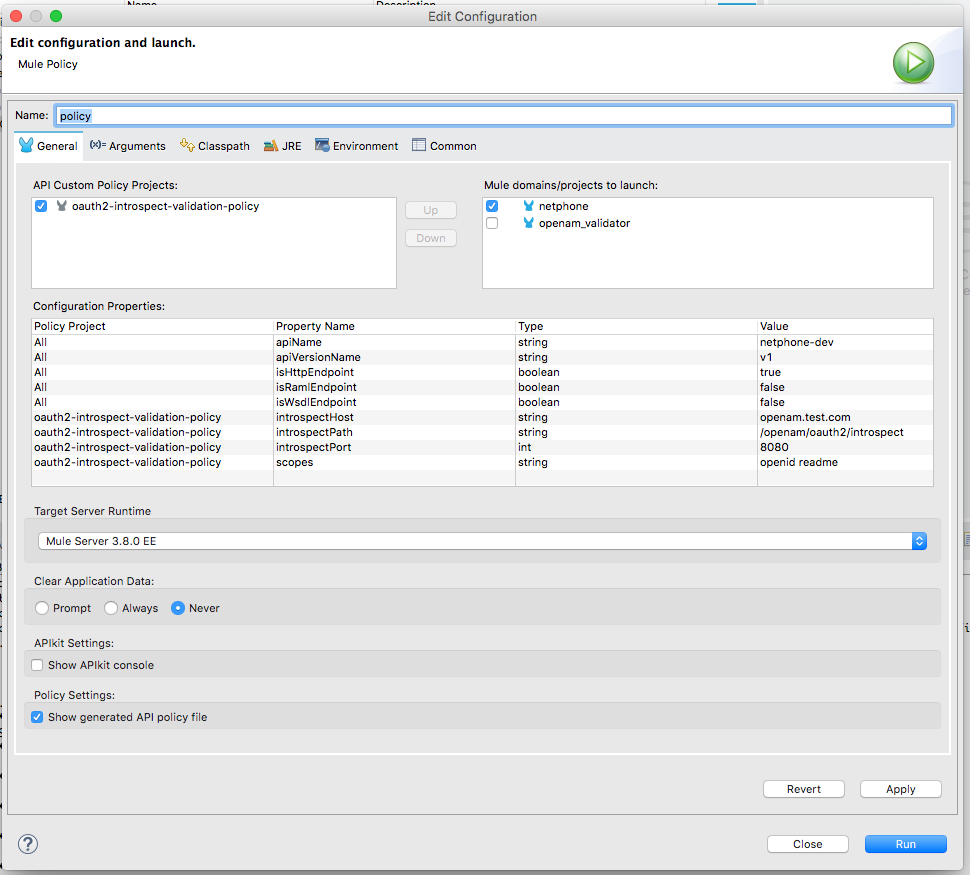 Name
Description
Edit Configuration
Edit configuration and launch.
Mule Policy
Name: policy
General (x)= Arguments Classpath JRE Environment Common
API Custom Policy Projects:
Mule domains/projects to launch:
oauth2-introspect-validation-policy
Up
Down
netphone
openam_validator
Configuration Properties:
Policy Project Property Name Type Value
All apiName string netphone-dev
All apiVersionName string v1
All isHttpEndpoint boolean true
All isRamlEndpoint boolean false
All isWsdlEndpoint boolean false
oauth2-introspect-validation-policy introspectHost string openam.test.com
oauth2-introspect-validation-policy introspectPath string /openam/oauth2/introspect
oauth2-introspect-validation-policy introspectPort int 8080
oauth2-introspect-validation-policy scopes string openid readme
Target Server Runtime
Mule Server 3.8.0 EE
Clear Application Data:
Prompt Always Never
APIkit Settings:
Show APIkit console
Policy Settings:
Show generated API policy file
Revert Apply
? Close Run